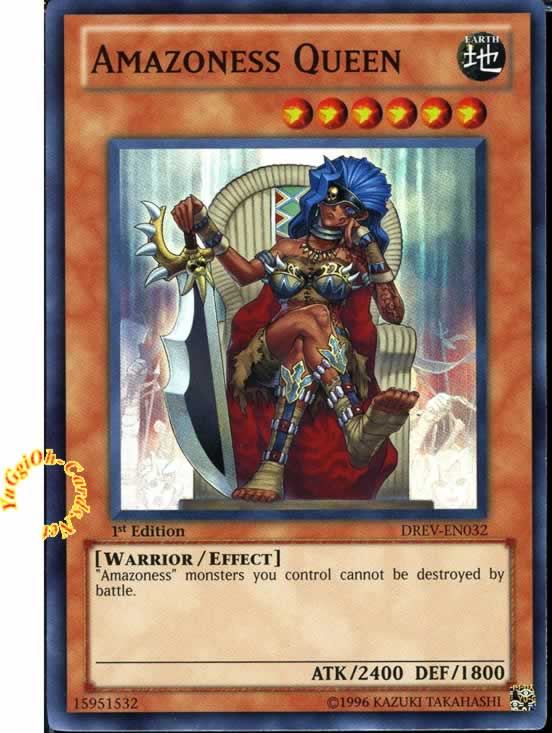 AMAZONESS QUEEN
EARTH
地
YuGgiOh-Cards.Net
1st Edition
DREV-EN032
[WARRIOR/EFFECT]
"Amazoness" monsters you control cannot be destroyed by
battle.
ATK/2400 DEF/1800
15951532
©1996 KAZUKI TAKAHASHI